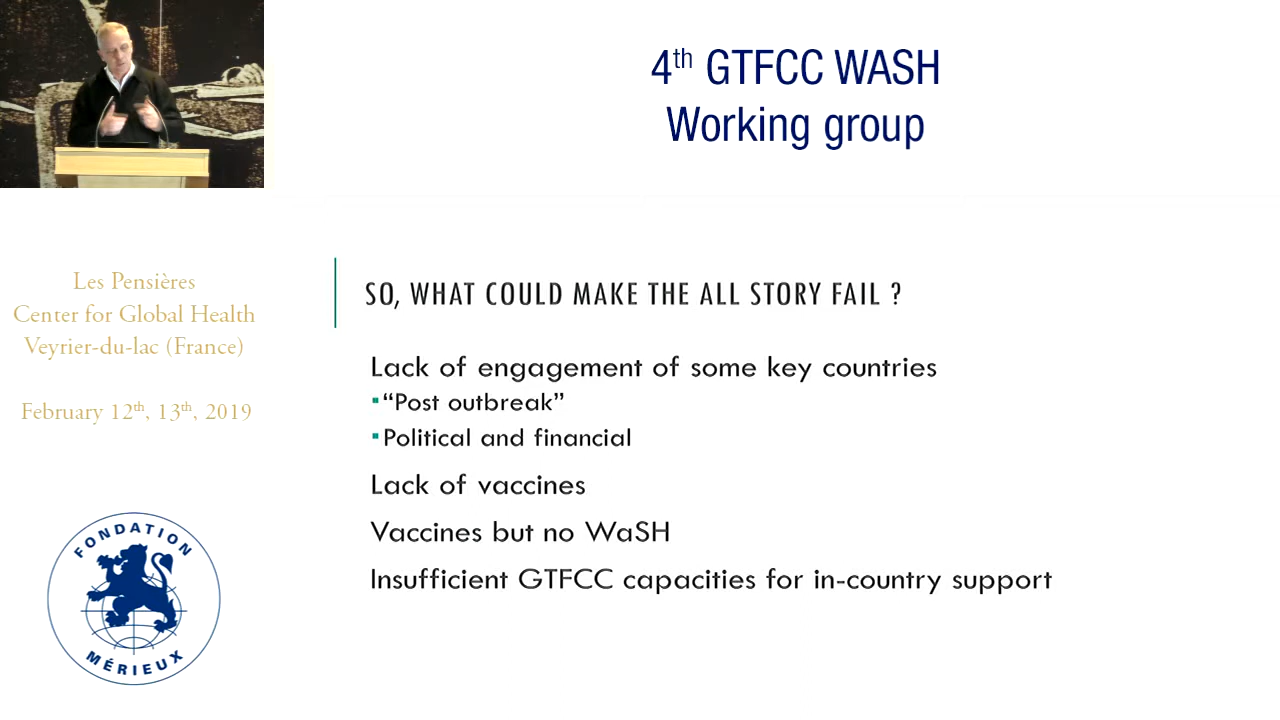 4th GTFCC WASH
Working group
Les Pensières
Center for Global Health
Veyrier-du-lac (France)
February 12th, 13th, 2019
FONDATION
MÉRIEUX
SO, WHAT COULD MAKE THE ALL STORY FAIL ?
Lack of engagement of some key countries
▪“Post outbreak”
▪Political and financial
Lack of vaccines
Vaccines but no WaSH
Insufficient GTFCC capacities for in-country support